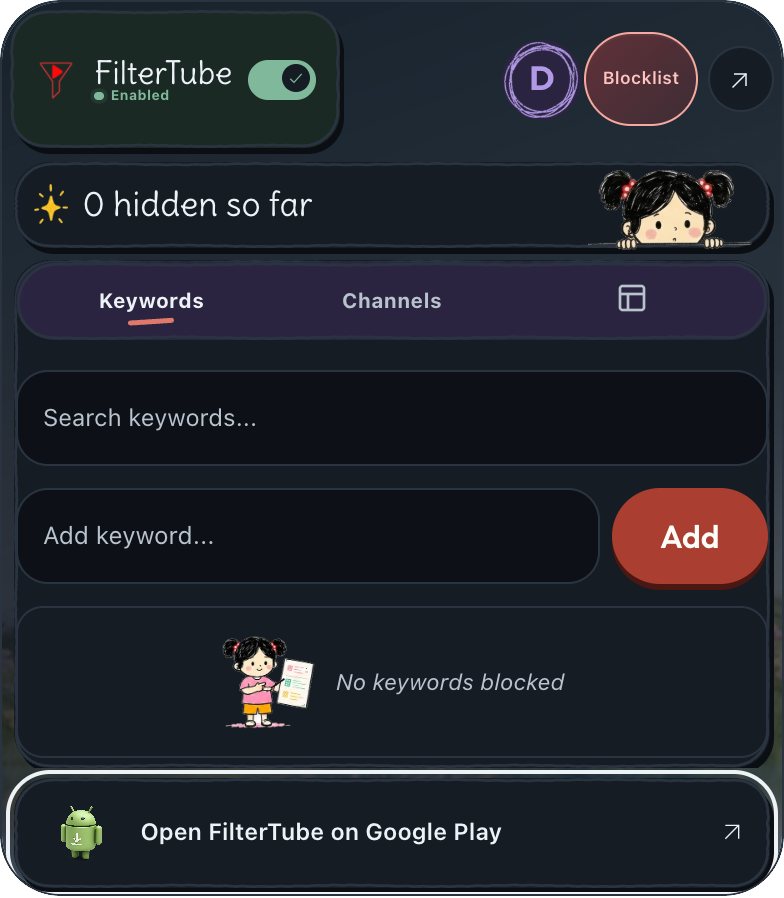 FilterTube
Enabled
D
Blocklist
0 hidden so far
Keywords
Channels
Search keywords...
Add keyword...
Add
No keywords blocked
Open FilterTube on Google Play